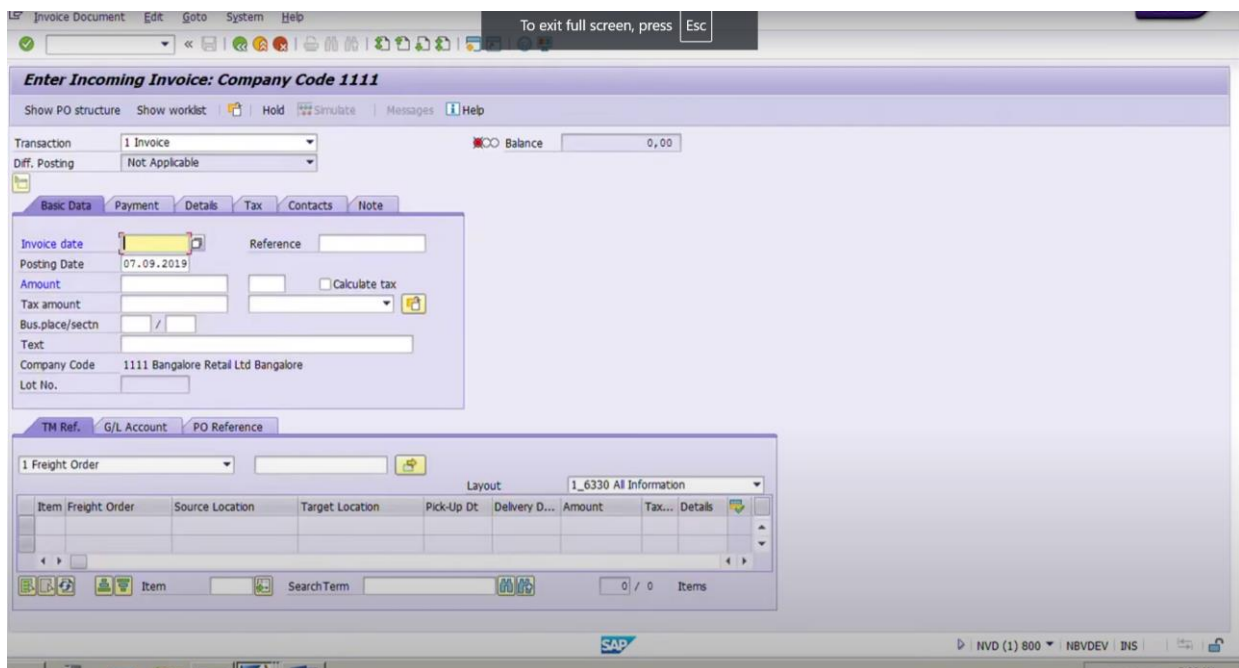 Invoice Document Edit Goto System Help
To exit full screen, press Esc
Enter Incoming Invoice: Company Code 1111
Show PO structure Show worklist Hold Simulate Messages Help
Transaction 1 Invoice Balance 0,00
Diff. Posting Not Applicable
Basic Data Payment Details Tax Contacts Note
Invoice date Reference
Posting Date 07.09.2019
Amount Calculate tax
Tax amount
Bus.place/sectn /
Text
Company Code 1111 Bangalore Retail Ltd Bangalore
Lot No.
TM Ref. G/L Account PO Reference
1 Freight Order
Layout 1_6330 All Information
Item Freight Order Source Location Target Location Pick-Up Dt Delivery D... Amount Tax... Details
Item SearchTerm 0 / 0 Items
SAP NVD (1) 800 NBVDEV INS